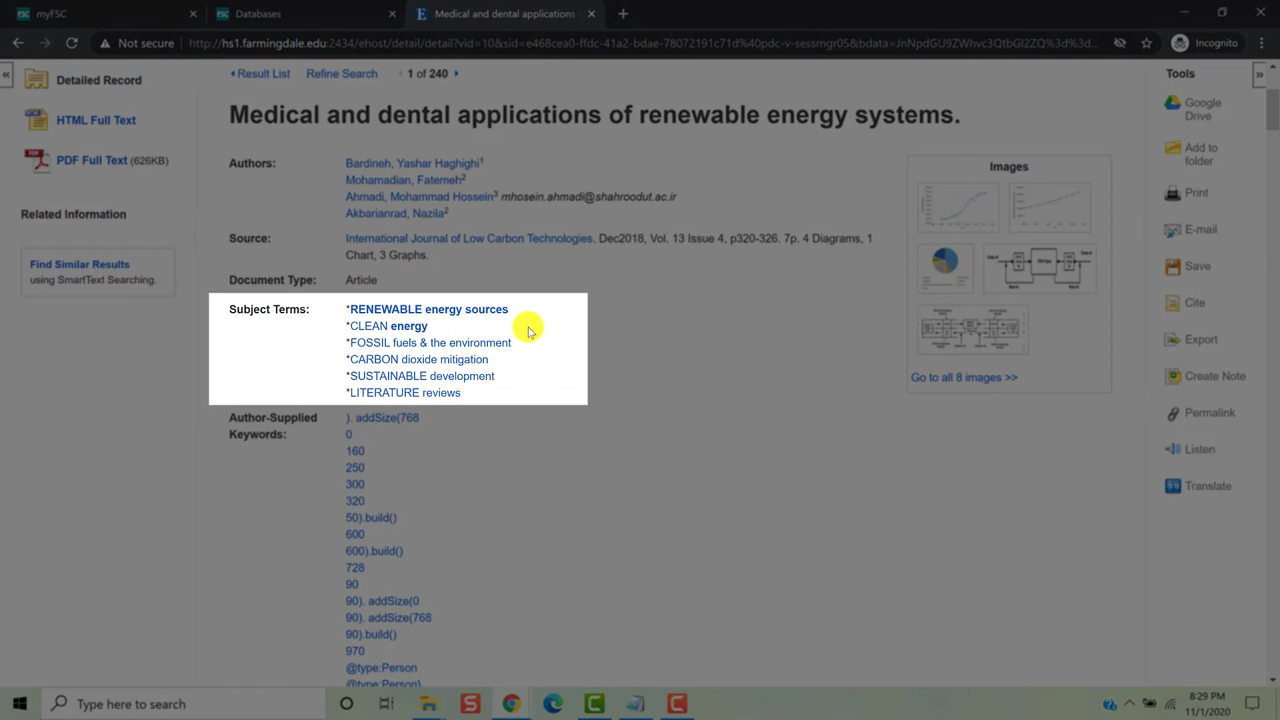 myFSC
Databases
Medical and dental applications
Not secure
http://hs1.farmingdale.edu:2434/ehost/detail/detail?vid=10&sid=e468cea0-ffdc-41a2-bdae-78072191c71d%40pdc-v-sessmgr05&bdata=JnNpdGU9ZWhvc3QtbGl2ZQ%3d%3d...
Incognito
Detailed Record
HTML Full Text
PDF Full Text (626KB)
Related Information
Find Similar Results
using SmartText Searching.
Result List Refine Search 1 of 240
Medical and dental applications of renewable energy systems.
Authors:
Bardineh, Yashar Haghighi1
Mohamadian, Fatemeh2
Ahmadi, Mohammad Hossein3 mhosein.ahmadi@shahroodut.ac.ir
Akbarianrad, Nazila2
Source:
International Journal of Low Carbon Technologies. Dec2018, Vol. 13 Issue 4, p320-326. 7p. 4 Diagrams, 1
Chart, 3 Graphs.
Document Type: Article
Subject Terms:
*RENEWABLE energy sources
*CLEAN energy
*FOSSIL fuels & the environment
*CARBON dioxide mitigation
*SUSTAINABLE development
*LITERATURE reviews
Author-Supplied
Keywords:
). addSize(768
0
160
250
300
320
50).build()
600
600).build()
728
90
90). addSize(0
90). addSize(768
90).build()
970
@type:Person
@type:Person)
Images
Go to all 8 images >>
Tools
Google
Drive
Add to
folder
Print
E-mail
Save
Cite
Export
Create Note
Permalink
Listen
Translate
Type here to search
8:29 PM
11/1/2020